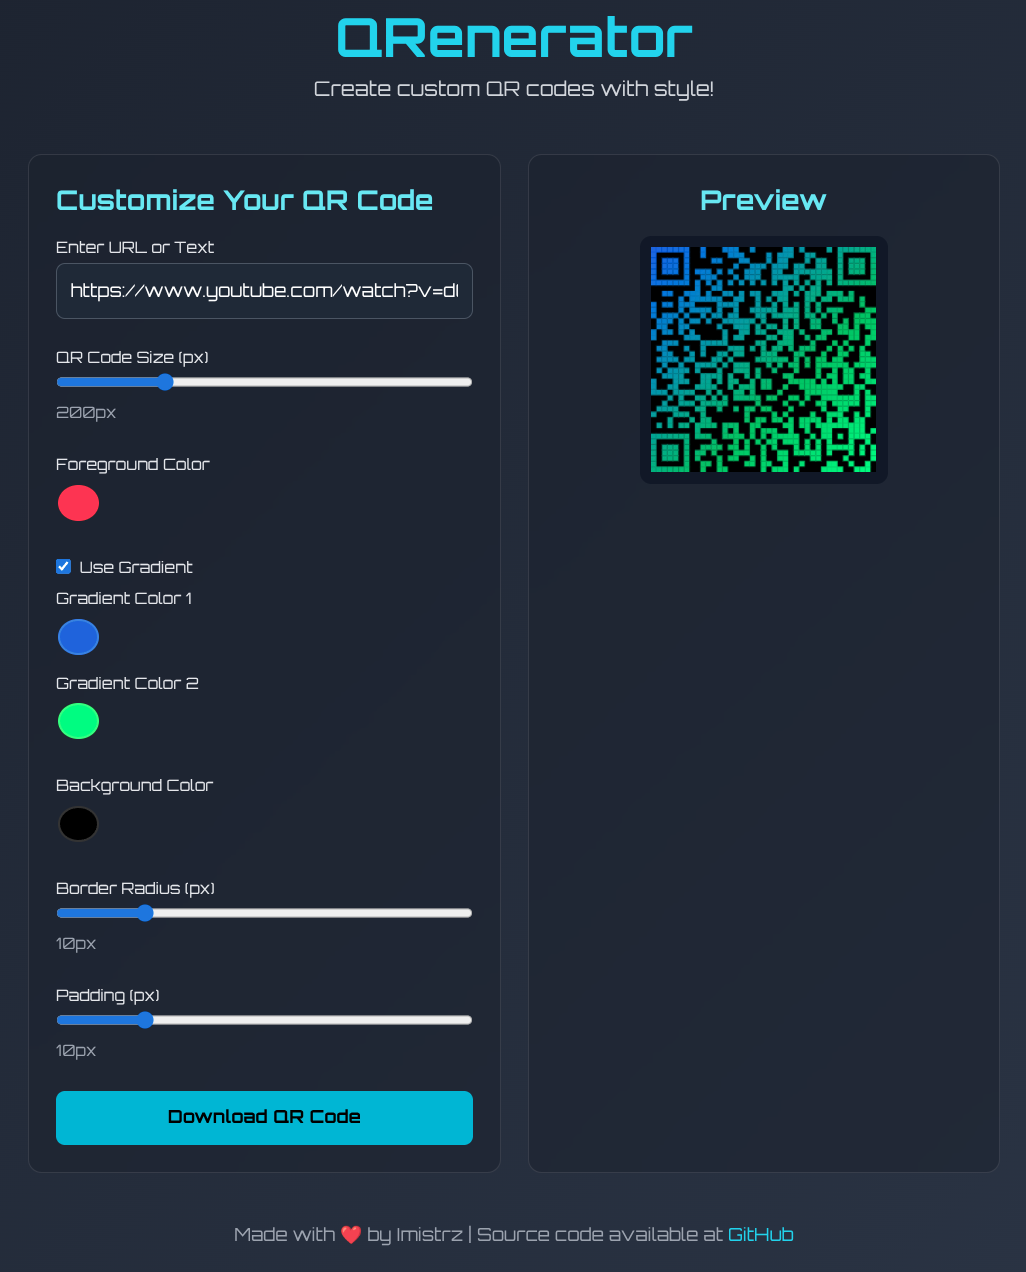 QRenerator
Create custom QR codes with style!
Customize Your QR Code
Enter URL or Text
https://www.youtube.com/watch?v=d
QR Code Size (px)
200px
Foreground Color
Use Gradient
Gradient Color 1
Gradient Color 2
Background Color
Border Radius (px)
10px
Padding (px)
10px
Download QR Code
Preview
Made with ❤️ by Imistrz | Source code available at GitHub